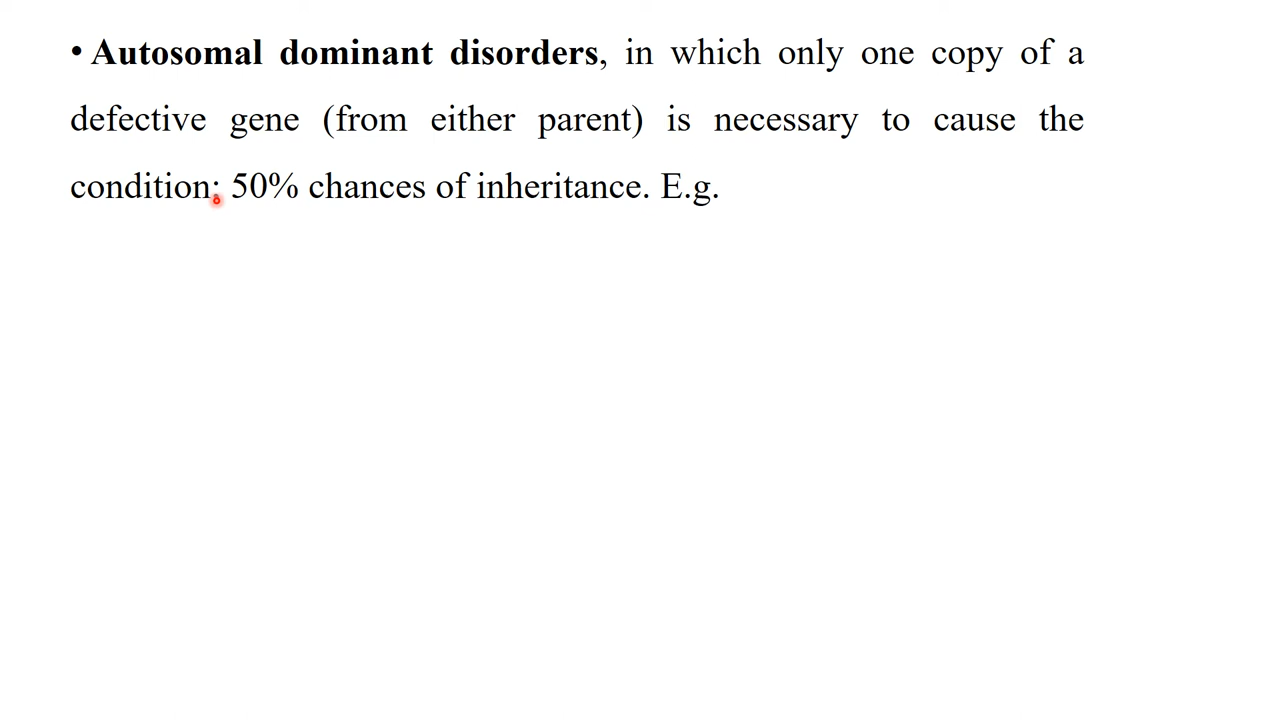 • Autosomal dominant disorders, in which only one copy of a
defective gene (from either parent) is necessary to cause the
condition; 50% chances of inheritance. E.g.